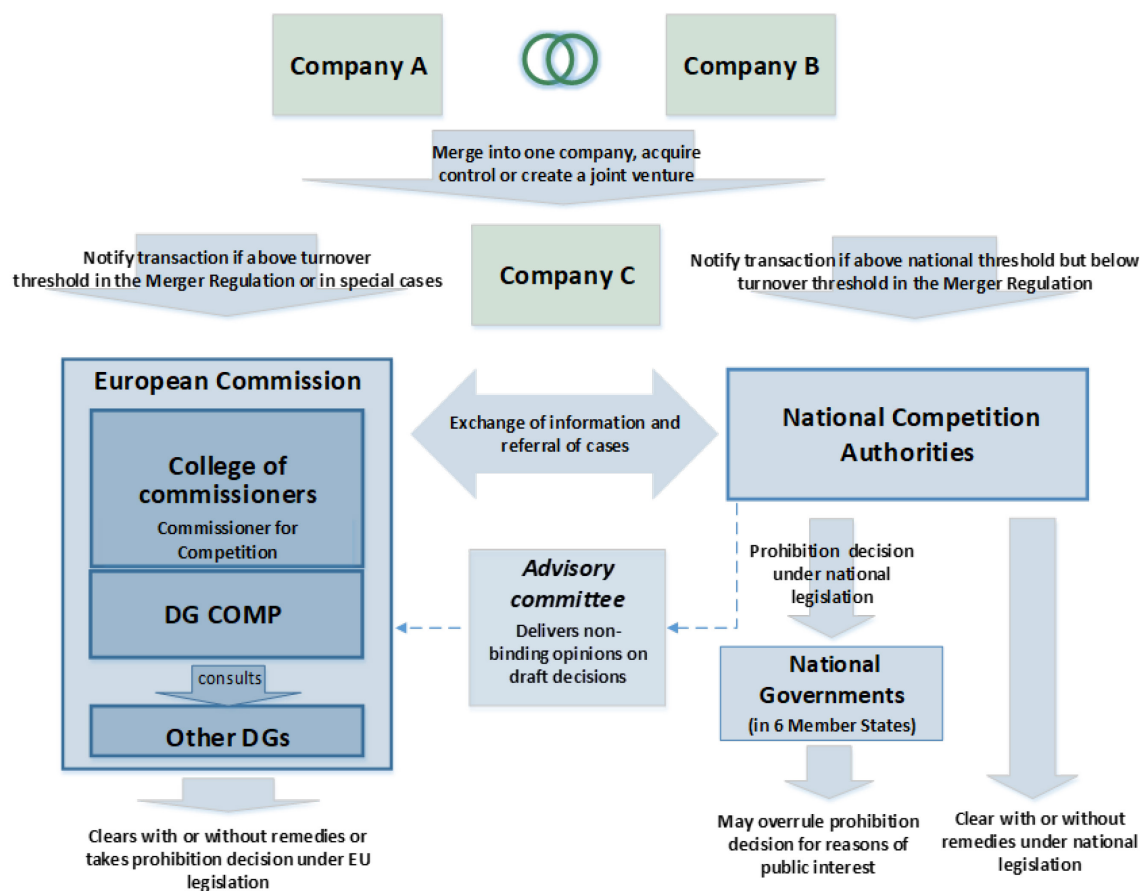 Company A
Company B
Merge into one company, acquire
control or create a joint venture
Notify transaction if above turnover
threshold in the Merger Regulation or in special cases
Company C
Notify transaction if above national threshold but below
turnover threshold in the Merger Regulation
European Commission
College of
commissioners
Commissioner for
Competition
DG COMP
consults
Other DGs
Exchange of information and
referral of cases
National Competition
Authorities
Advisory
committee
Delivers non-
binding opinions on
draft decisions
Prohibition decision
under national
legislation
National
Governments
(in 6 Member States)
Clears with or without remedies or
takes prohibition decision under EU
legislation
May overrule prohibition
decision for reasons of
public interest
Clear with or without
remedies under national
legislation